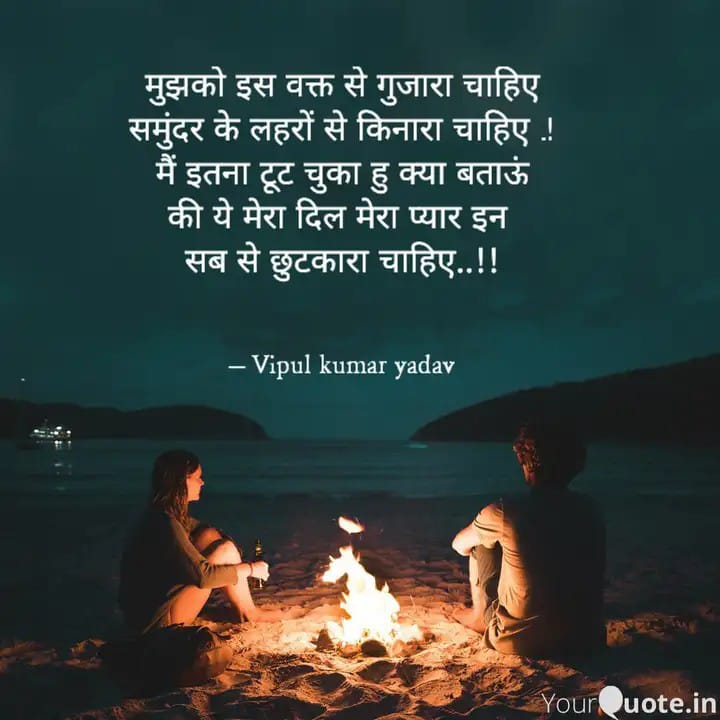 मुझको इस वक्त से गुजारा चाहिए
समुंदर के लहरों से किनारा चाहिए .!
मैं इतना टूट चुका हु क्या बताऊं
की ये मेरा दिल मेरा प्यार इन
सब से छुटकारा चाहिए..!!
— Vipul kumar yadav
YourQuote.in